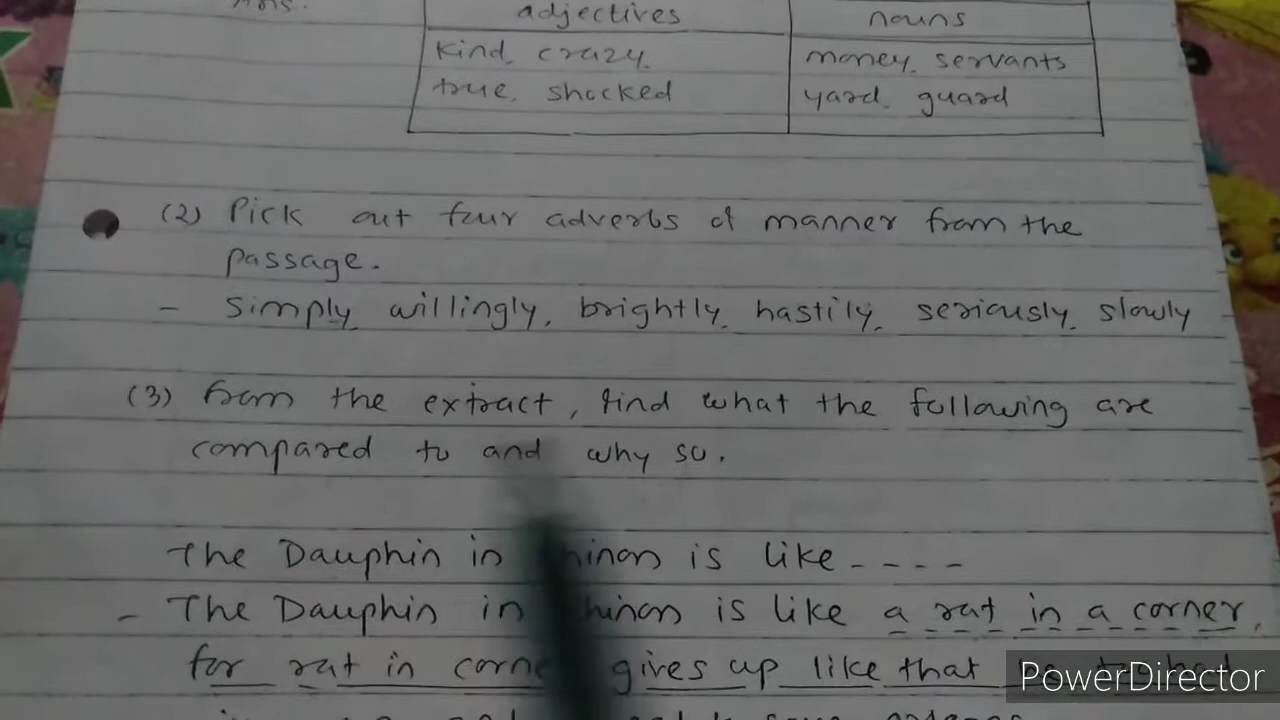 Ans.
adjectives nouns
kind, crazy, money, servants
true, shocked yard, guard
(2) Pick out four adverbs of manner from the
passage.
- Simply, willingly, brightly, hastily, seriously, slowly
(3) from the extract, find what the following are
compared to and why so.
The Dauphin in is like - - - -
- The Dauphin in is like a rat in a corner,
for rat in gives up like that
PowerDirector